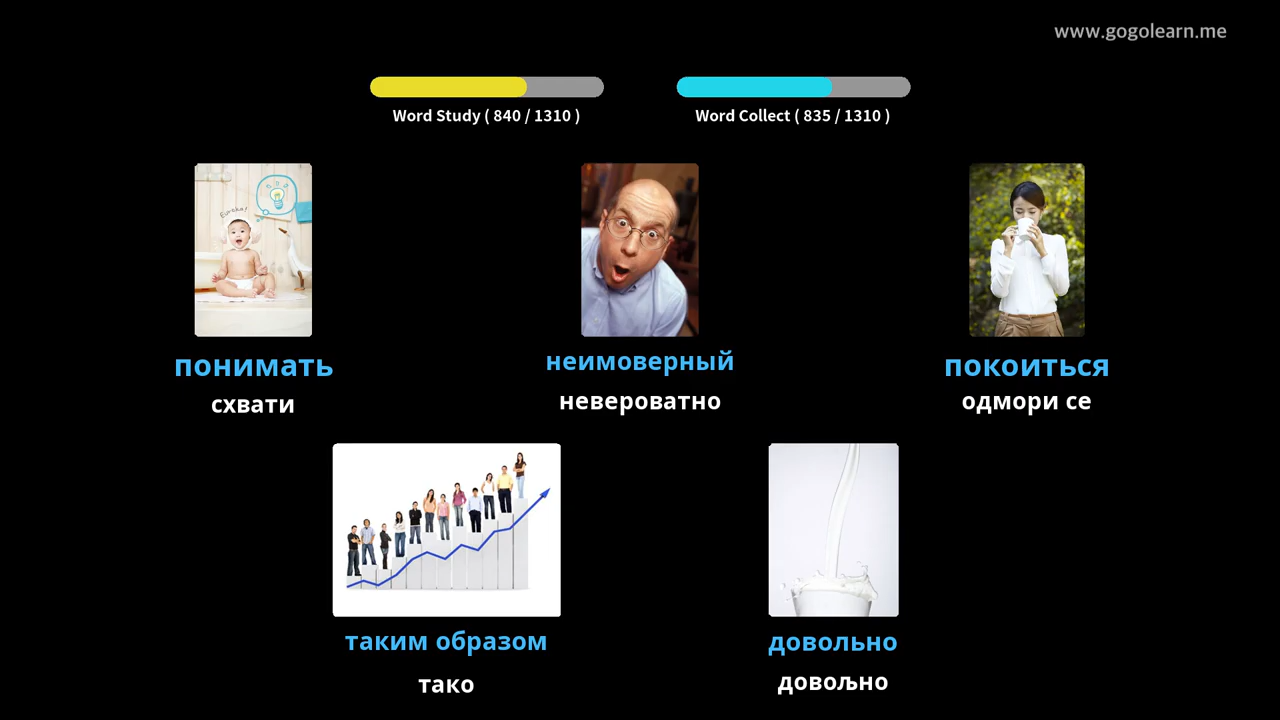 www.gogolearn.me
Word Study ( 840 / 1310 )
Word Collect ( 835 / 1310 )
Eureka!
понимать
неимоверный
покоиться
схвати
невероватно
одмори се
таким образом
довольно
тако
довољно